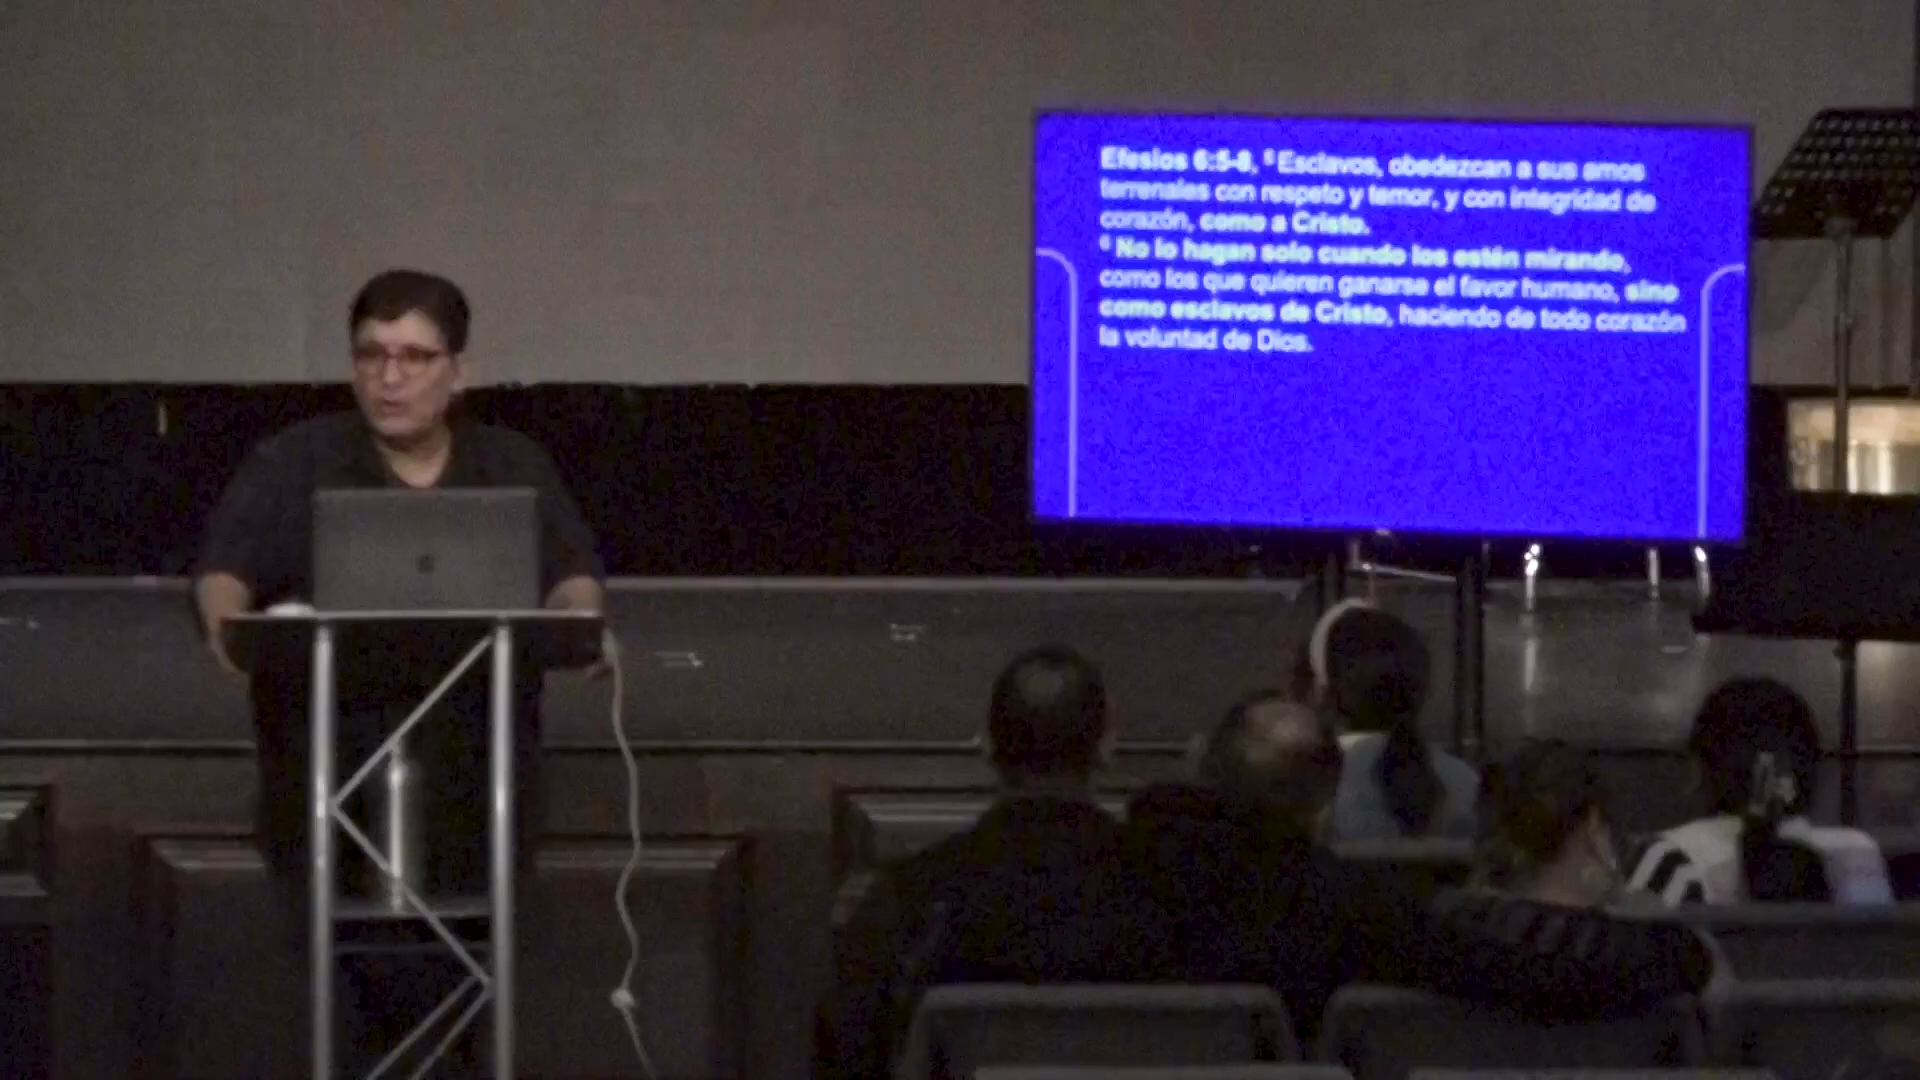 Efesios 6:5-8, ⁵ Esclavos, obedezcan a sus amos
terrenales con respeto y temor, y con integridad de
corazón, como a Cristo.
⁶ No lo hagan solo cuando los estén mirando,
como los que quieren ganarse el favor humano, sino
como esclavos de Cristo, haciendo de todo corazón
la voluntad de Dios.